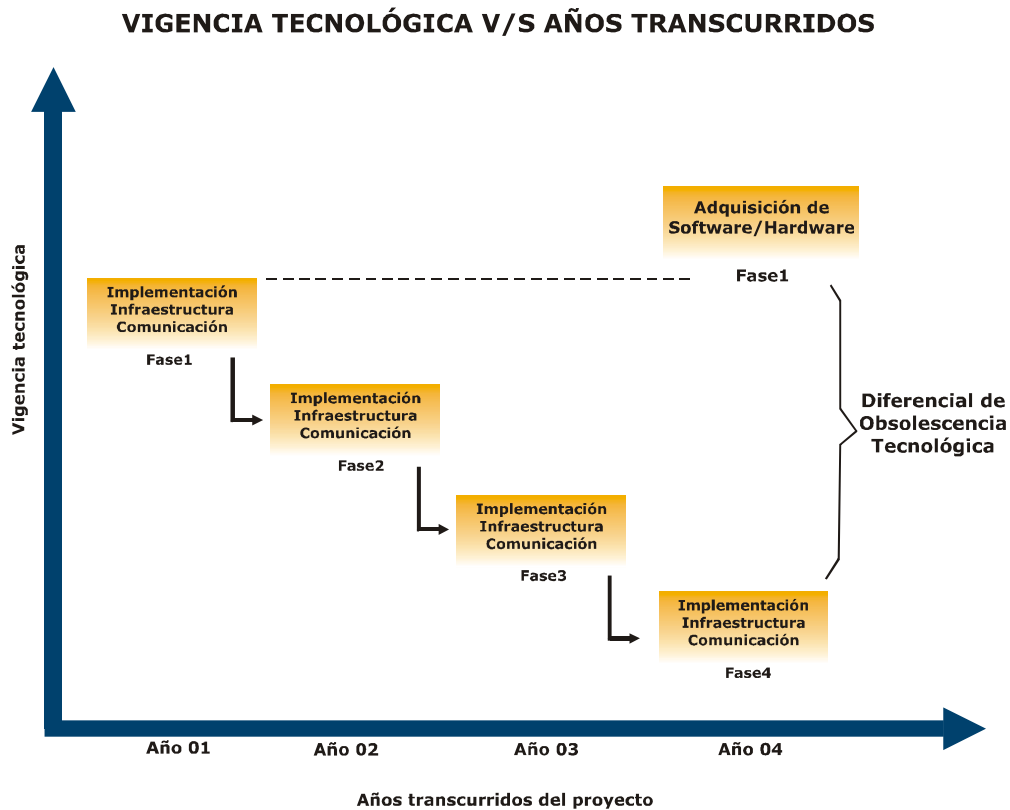 VIGENCIA TECNOLÓGICA V/S AÑOS TRANSCURRIDOS
Vigencia tecnológica
Adquisición de
Software/Hardware
Fase1
Implementación
Infraestructura
Comunicación
Fase1
Implementación
Infraestructura
Comunicación
Fase2
Implementación
Infraestructura
Comunicación
Fase3
Implementación
Infraestructura
Comunicación
Fase4
Diferencial de
Obsolescencia
Tecnológica
Año 01
Año 02
Año 03
Año 04
Años transcurridos del proyecto